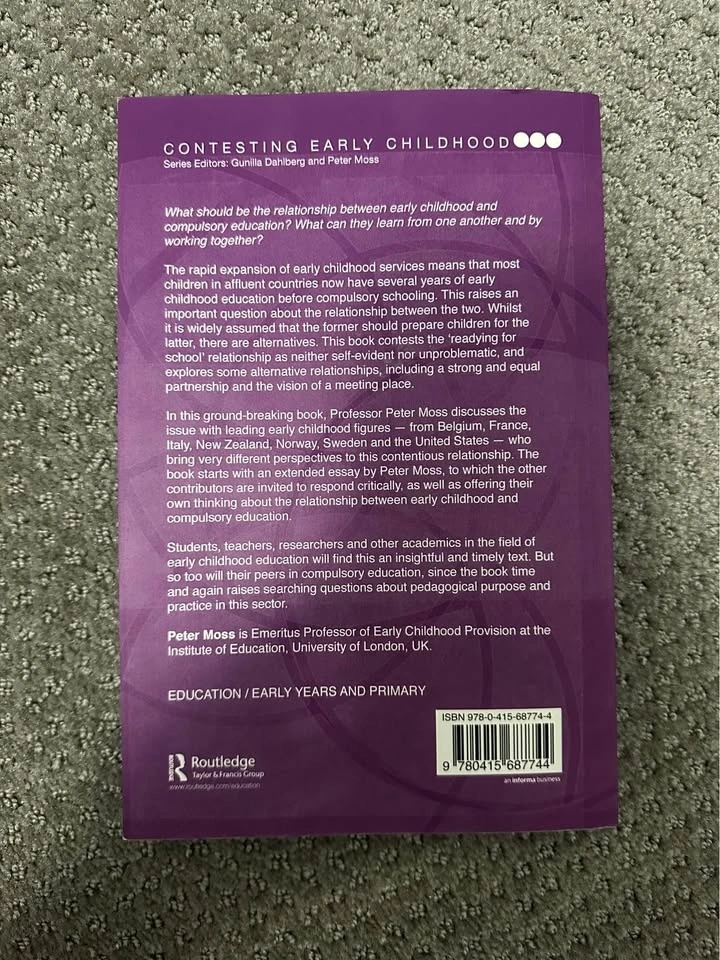 CONTESTING EARLY CHILDHOOD
Series Editors: Gunilla Dahlberg and Peter Moss
What should be the relationship between early childhood and
compulsory education? What can they learn from one another and by
working together?
The rapid expansion of early childhood services means that most
children in affluent countries now have several years of early
childhood education before compulsory schooling. This raises an
important question about the relationship between the two. Whilst
it is widely assumed that the former should prepare children for the
latter, there are alternatives. This book contests the ‘readying for
school’ relationship as neither self-evident nor unproblematic, and
explores some alternative relationships, including a strong and equal
partnership and the vision of a meeting place.
In this ground-breaking book, Professor Peter Moss discusses the
issue with leading early childhood figures — from Belgium, France,
Italy, New Zealand, Norway, Sweden and the United States — who
bring very different perspectives to this contentious relationship. The
book starts with an extended essay by Peter Moss, to which the other
contributors are invited to respond critically, as well as offering their
own thinking about the relationship between early childhood and
compulsory education.
Students, teachers, researchers and other academics in the field of
early childhood education will find this an insightful and timely text. But
so too will their peers in compulsory education, since the book time
and again raises searching questions about pedagogical purpose and
practice in this sector.
Peter Moss is Emeritus Professor of Early Childhood Provision at the
Institute of Education, University of London, UK.
EDUCATION / EARLY YEARS AND PRIMARY
ISBN 978-0-415-68774-4
9 780415 687744
an informa business
ROUTLEDGE
Routledge
Taylor & Francis Group
www.routledge.com/education